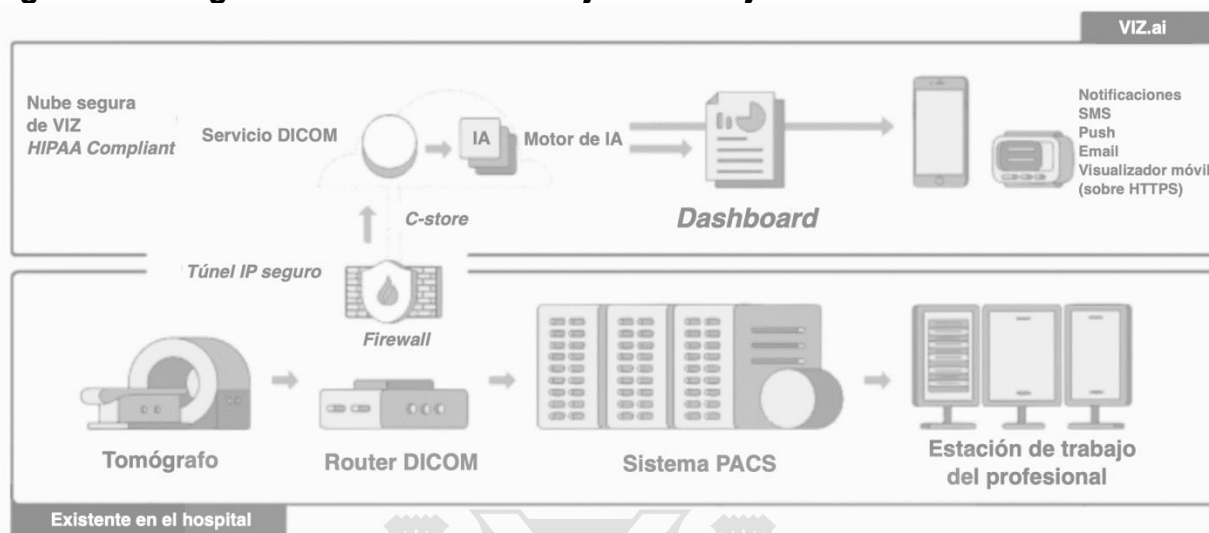 VIZ.ai
Nube segura
de VIZ
HIPAA Compliant
Servicio DICOM
IA
Motor de IA
Dashboard
Notificaciones
SMS
Push
Email
Visualizador móvil
(sobre HTTPS)
C-store
Túnel IP seguro
Firewall
Tomógrafo
Router DICOM
Sistema PACS
Estación de trabajo
del profesional
Existente en el hospital